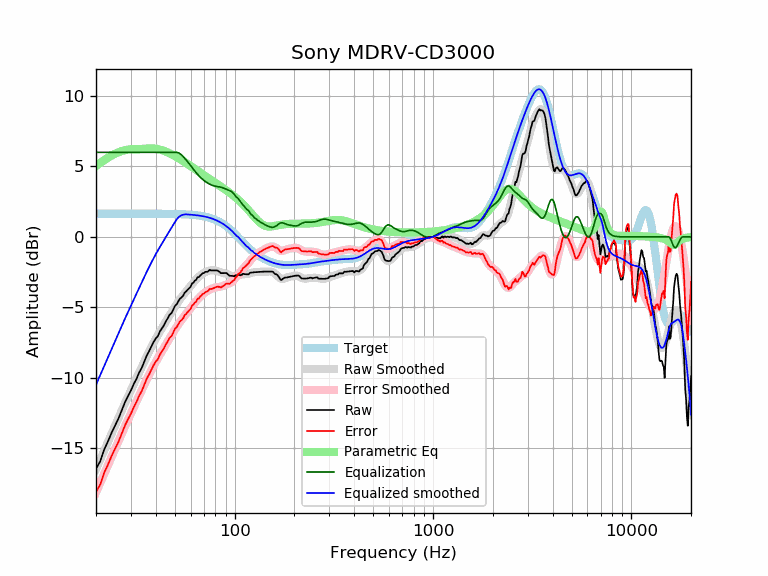 Sony MDRV-CD3000
Amplitude (dBr)
10
5
0
−5
−10
−15
Target
Raw Smoothed
Error Smoothed
Raw
Error
Parametric Eq
Equalization
Equalized smoothed
100
1000
10000
Frequency (Hz)